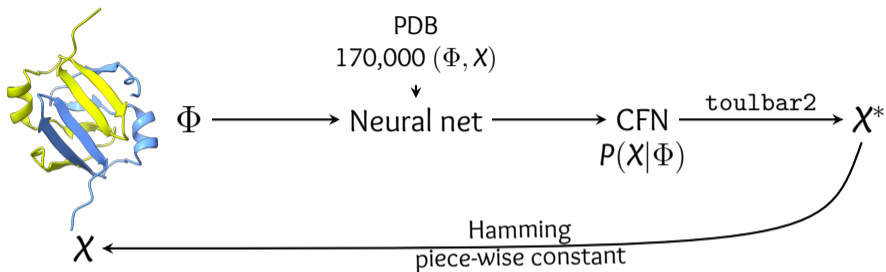 PDB
170,000 (Φ, X)
Φ
Neural net
CFN
P(X|Φ)
toulbar2
X*
Hamming
piece-wise constant
X